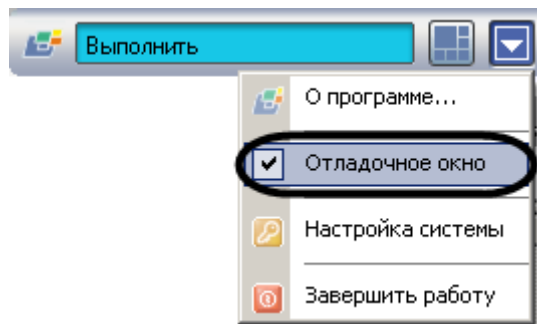 Выполнить
О программе...
Отладочное окно
Настройка системы
Завершить работу